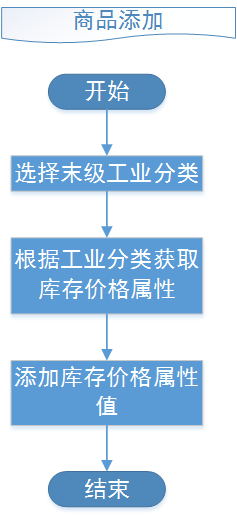 商品添加
开始
选择末级工业分类
根据工业分类获取
库存价格属性
添加库存价格属性
值
结束